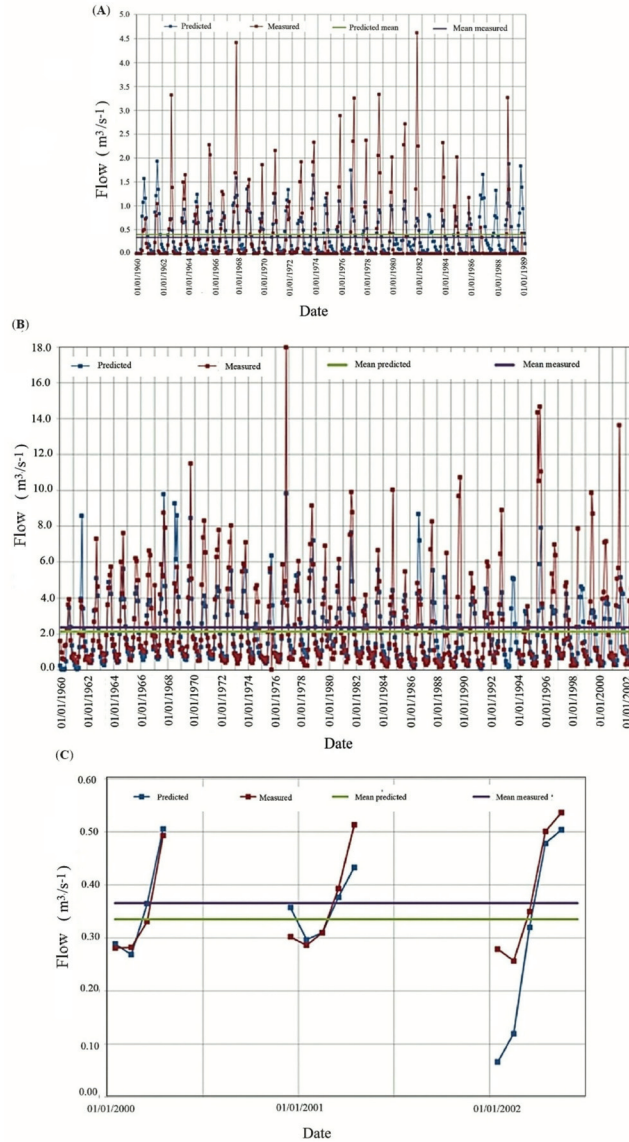 (A)
Predicted Measured Predicted mean Mean measured
Flow ( m³/s⁻¹)
5.0
4.5
4.0
3.5
3.0
2.5
2.0
1.5
1.0
0.5
0.0
01/01/1960 01/01/1962 01/01/1964 01/01/1966 01/01/1968 01/01/1970 01/01/1972 01/01/1974 01/01/1976 01/01/1978 01/01/1980 01/01/1982 01/01/1984 01/01/1986 01/01/1988 01/01/1989
Date
(B)
Predicted Measured Mean predicted Mean measured
Flow ( m³/s⁻¹)
18.0
16.0
14.0
12.0
10.0
8.0
6.0
4.0
2.0
0.0
01/01/1960 01/01/1962 01/01/1964 01/01/1966 01/01/1968 01/01/1970 01/01/1972 01/01/1974 01/01/1976 01/01/1978 01/01/1980 01/01/1982 01/01/1984 01/01/1986 01/01/1988 01/01/1990 01/01/1992 01/01/1994 01/01/1996 01/01/1998 01/01/2000 01/01/2002
Date
(C)
Predicted Measured Mean predicted Mean measured
Flow ( m³/s⁻¹)
0.60
0.50
0.40
0.30
0.20
0.10
0.00
01/01/2000 01/01/2001 01/01/2002
Date